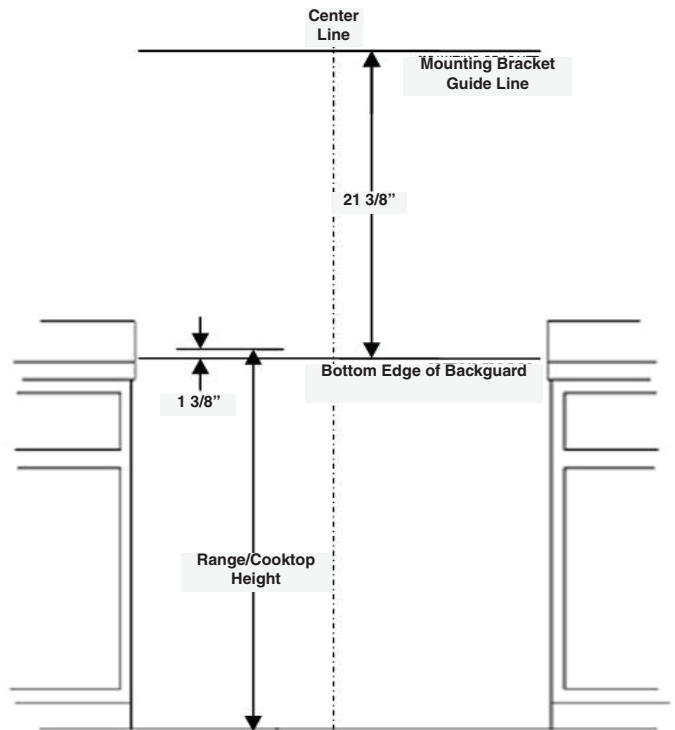 Center
Line
Mounting Bracket
Guide Line
21 3/8”
Bottom Edge of Backguard
1 3/8”
Range/Cooktop
Height